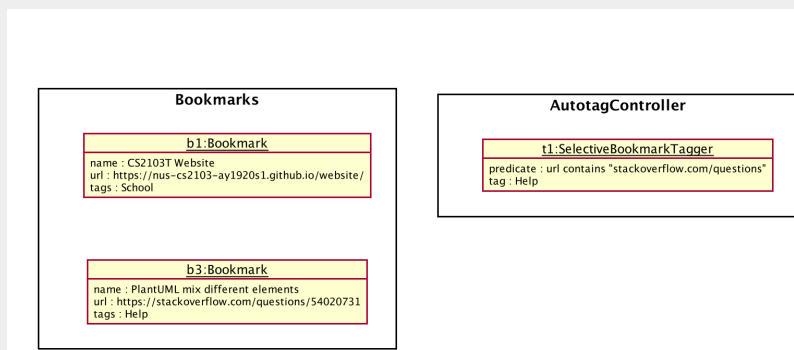 Bookmarks
b1:Bookmark
name : CS2103T Website
url : https://nus-cs2103-ay1920s1.github.io/website/
tags : School
b3:Bookmark
name : PlantUML mix different elements
url : https://stackoverflow.com/questions/54020731
tags : Help
AutotagController
t1:SelectiveBookmarkTagger
predicate : url contains "stackoverflow.com/questions"
tag : Help